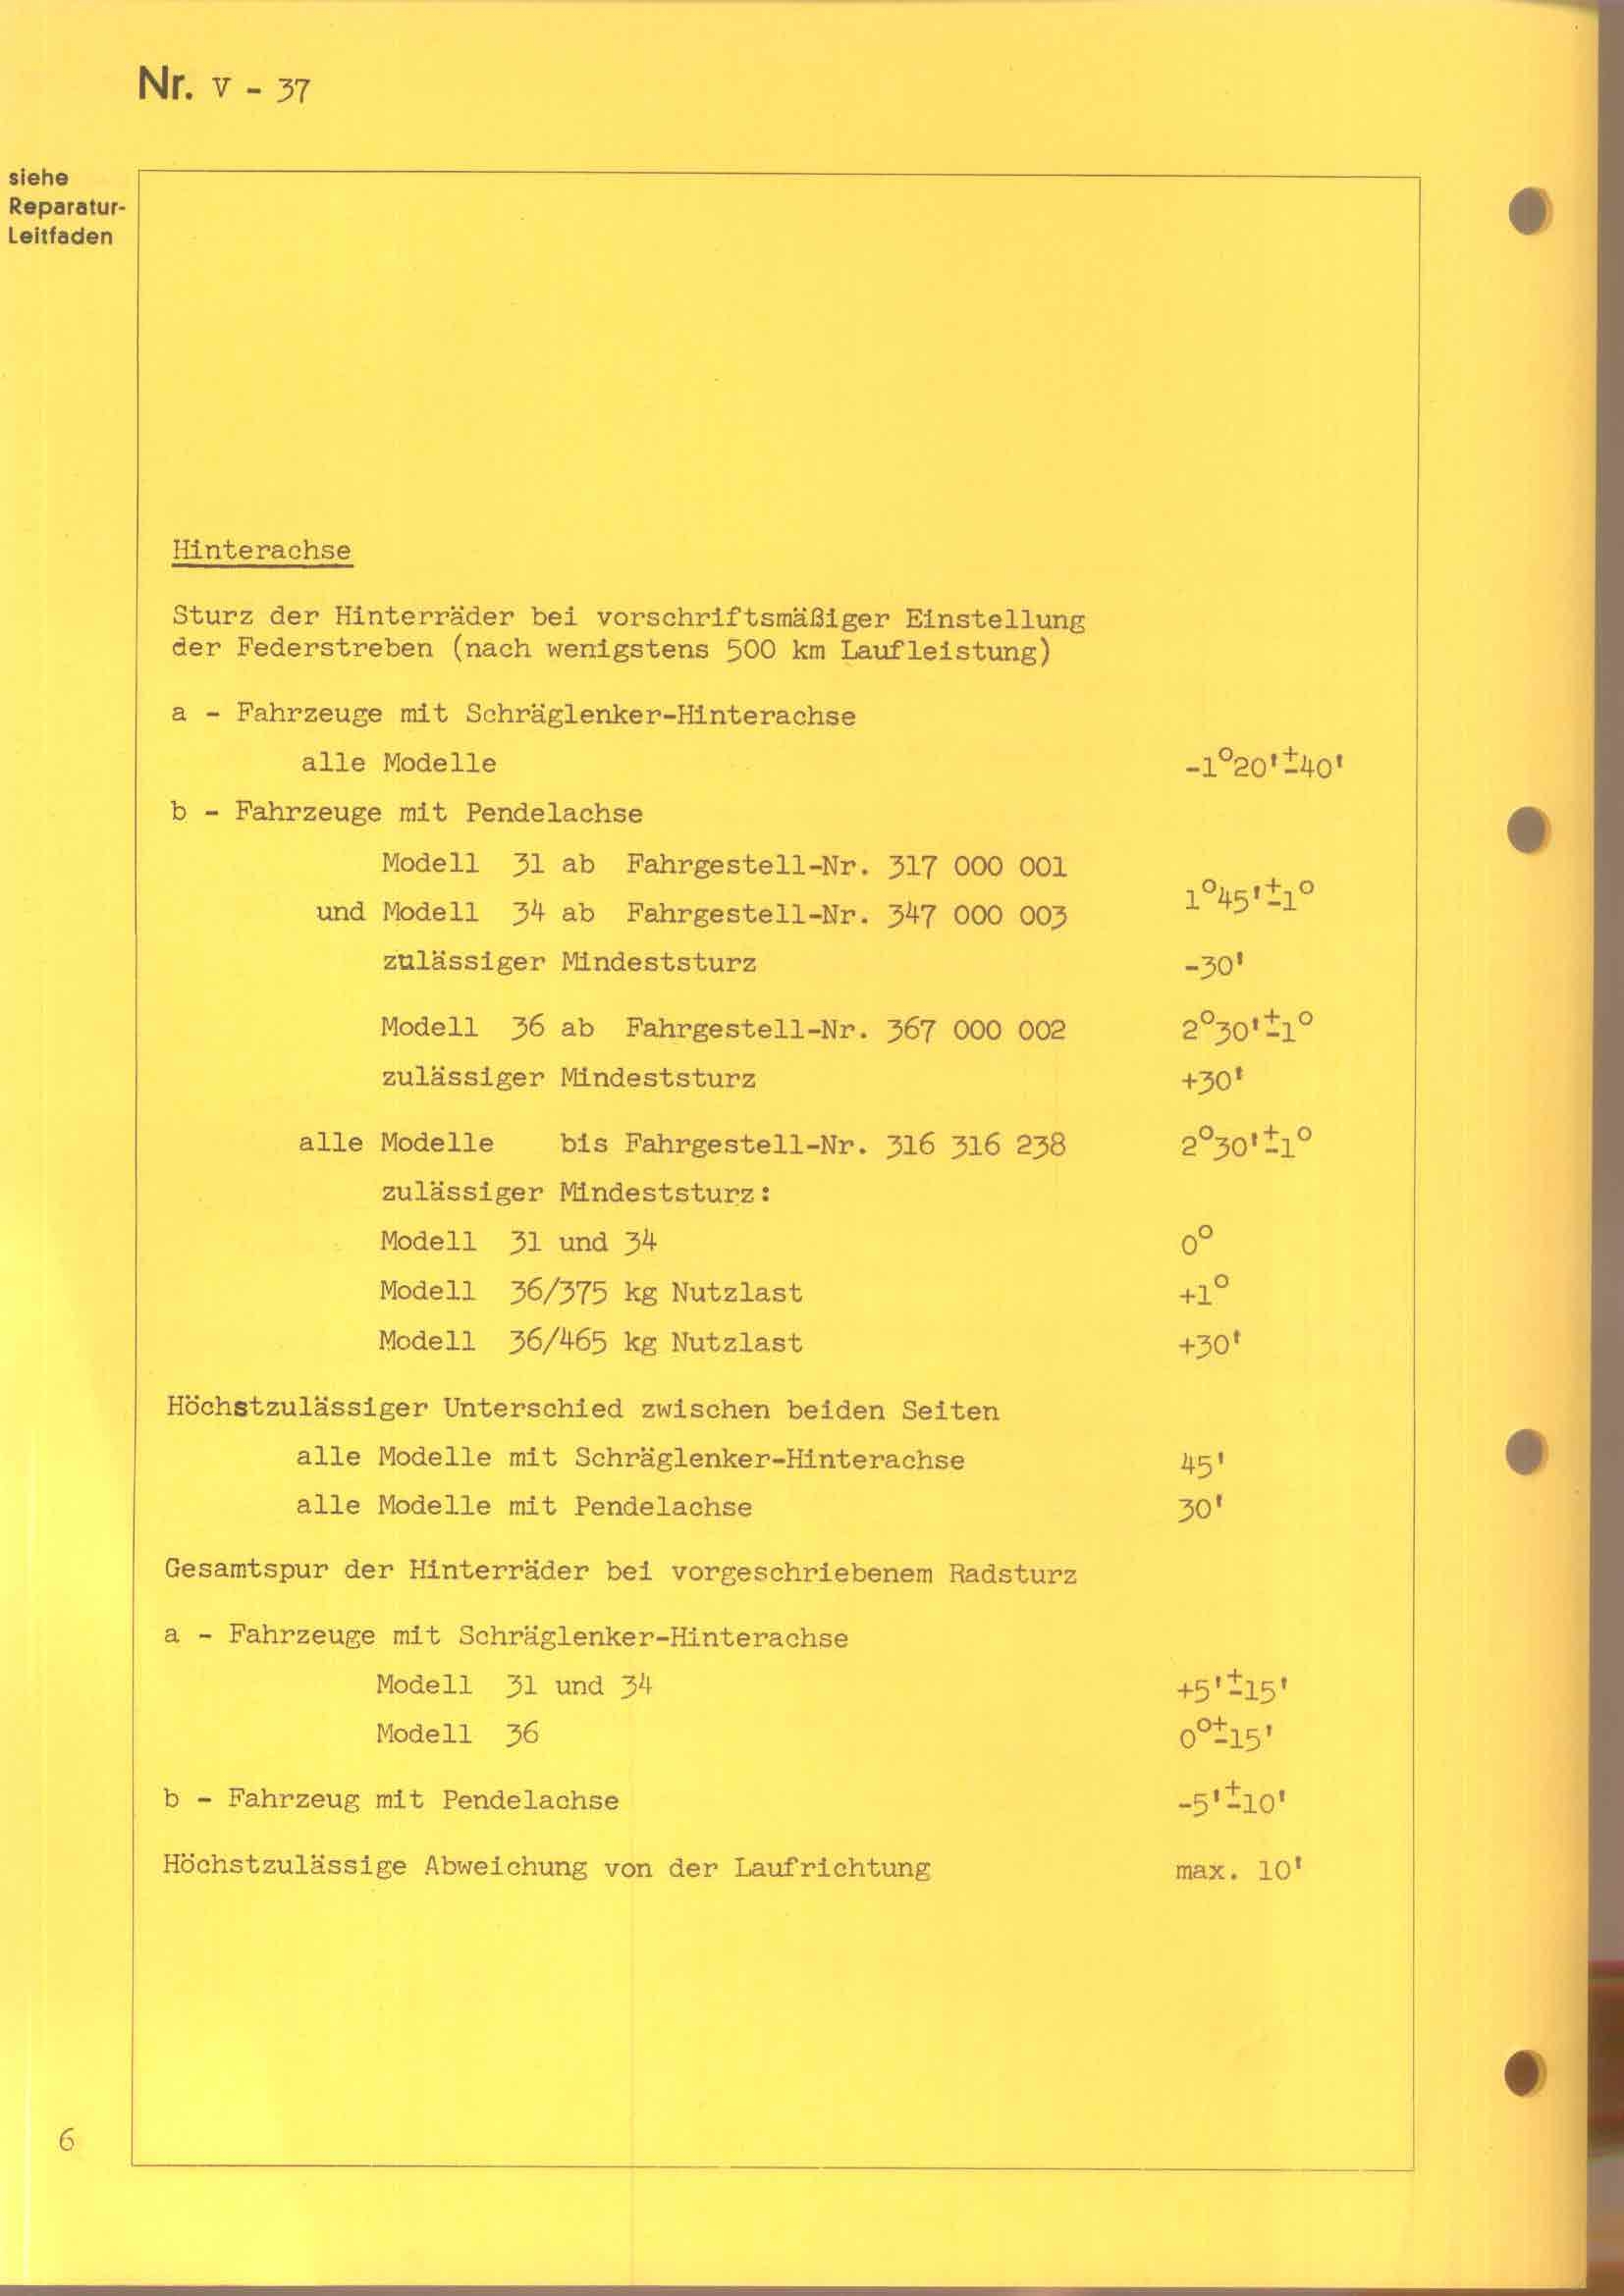 Nr. V - 37
siehe
Reparatur-
Leitfaden
Hinterachse
Sturz der Hinterräder bei vorschriftsmäßiger Einstellung
der Federstreben (nach wenigstens 500 km Laufleistung)
a - Fahrzeuge mit Schräglenker-Hinterachse
alle Modelle -1°20'±40'
b - Fahrzeuge mit Pendelachse
Modell 31 ab Fahrgestell-Nr. 317 000 001
1°45'±1°
und Modell 34 ab Fahrgestell-Nr. 347 000 003
zulässiger Mindeststurz -30'
Modell 36 ab Fahrgestell-Nr. 367 000 002 2°30'±1°
zulässiger Mindeststurz +30'
alle Modelle bis Fahrgestell-Nr. 316 316 238 2°30'±1°
zulässiger Mindeststurz:
Modell 31 und 34 0°
Modell 36/375 kg Nutzlast +1°
Modell 36/465 kg Nutzlast +30'
Höchstzulässiger Unterschied zwischen beiden Seiten
alle Modelle mit Schräglenker-Hinterachse 45'
alle Modelle mit Pendelachse 30'
Gesamtspur der Hinterräder bei vorgeschriebenem Radsturz
a - Fahrzeuge mit Schräglenker-Hinterachse
Modell 31 und 34 +5'±15'
Modell 36 0°±15'
b - Fahrzeug mit Pendelachse -5'±10'
Höchstzulässige Abweichung von der Laufrichtung max. 10'
6